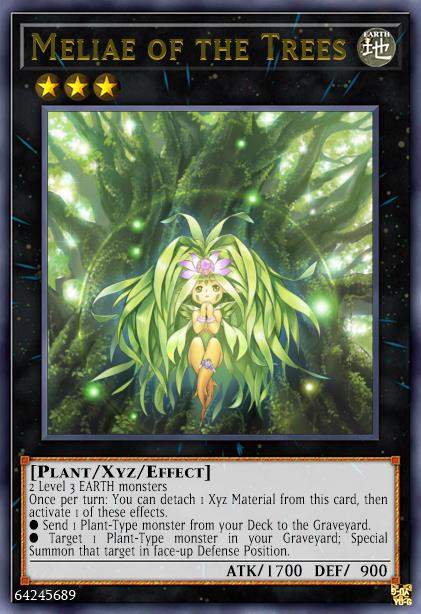 Meliae of the Trees
EARTH
地
[Plant/Xyz/Effect]
2 Level 3 EARTH monsters
Once per turn: You can detach 1 Xyz Material from this card, then
activate 1 of these effects.
● Send 1 Plant-Type monster from your Deck to the Graveyard.
● Target 1 Plant-Type monster in your Graveyard; Special
Summon that target in face-up Defense Position.
ATK/1700 DEF/ 900
64245689